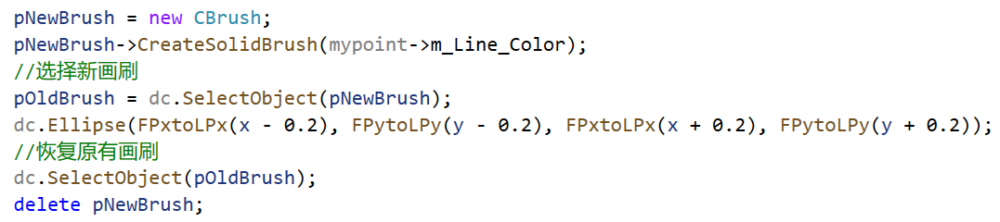 pNewBrush = new CBrush;
pNewBrush->CreateSolidBrush(mypoint->m_Line_Color);
//选择新画刷
pOldBrush = dc.SelectObject(pNewBrush);
dc.Ellipse(FPxtoLPx(x - 0.2), FPytoLPy(y - 0.2), FPxtoLPx(x + 0.2), FPytoLPy(y + 0.2));
//恢复原有画刷
dc.SelectObject(pOldBrush);
delete pNewBrush;